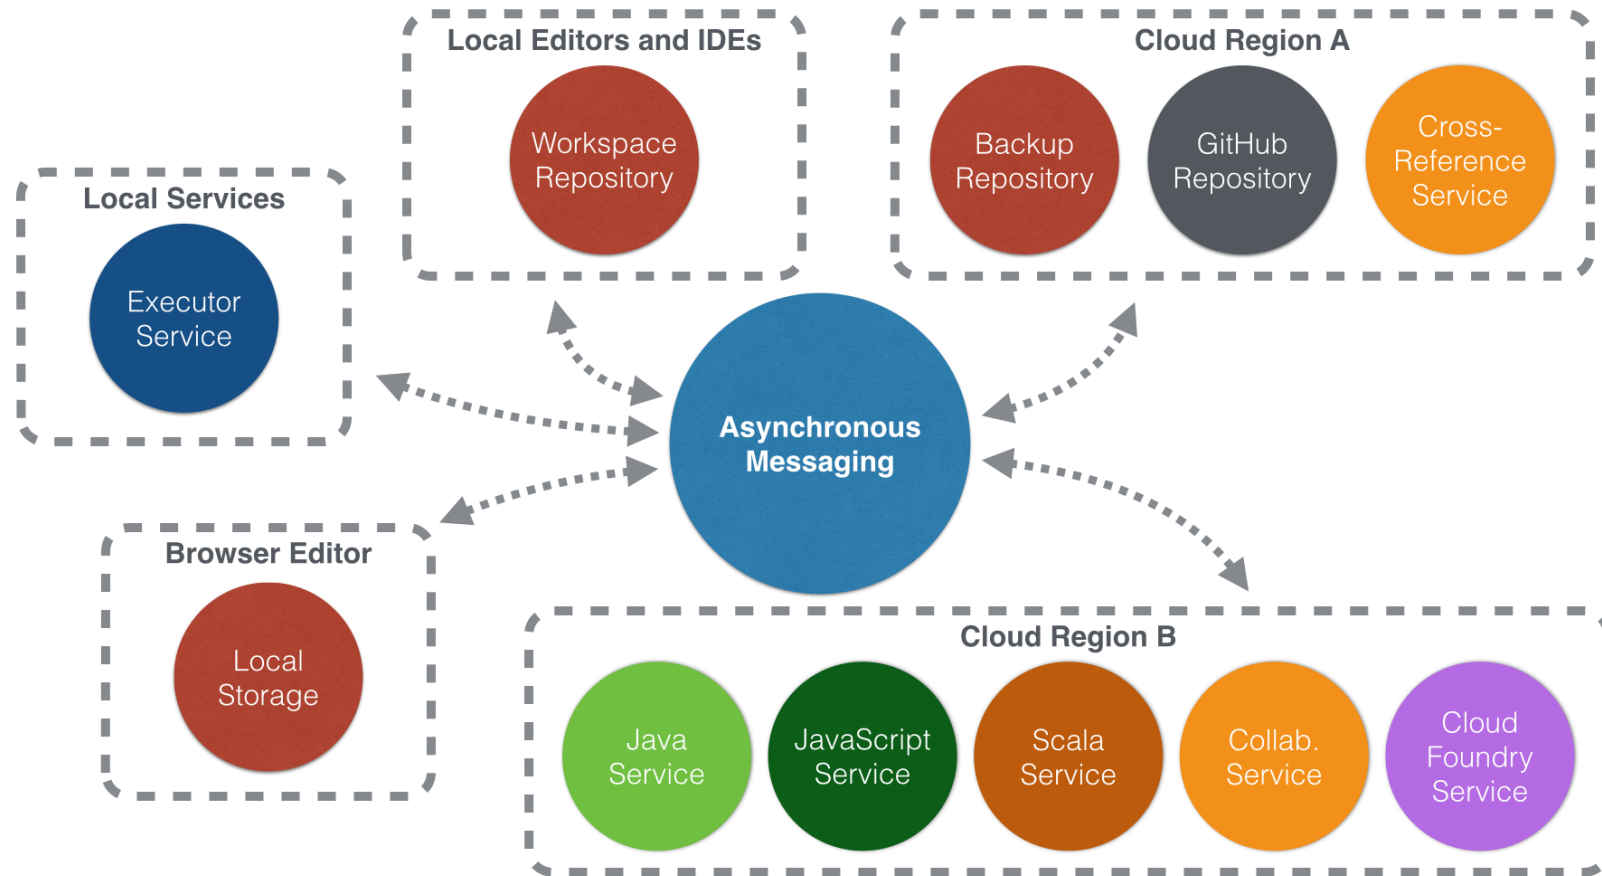 Local Editors and IDEs
Workspace
Repository
Cloud Region A
Backup
Repository
GitHub
Repository
Cross-
Reference
Service
Local Services
Executor
Service
Asynchronous
Messaging
Browser Editor
Local
Storage
Cloud Region B
Java
Service
JavaScript
Service
Scala
Service
Collab.
Service
Cloud
Foundry
Service